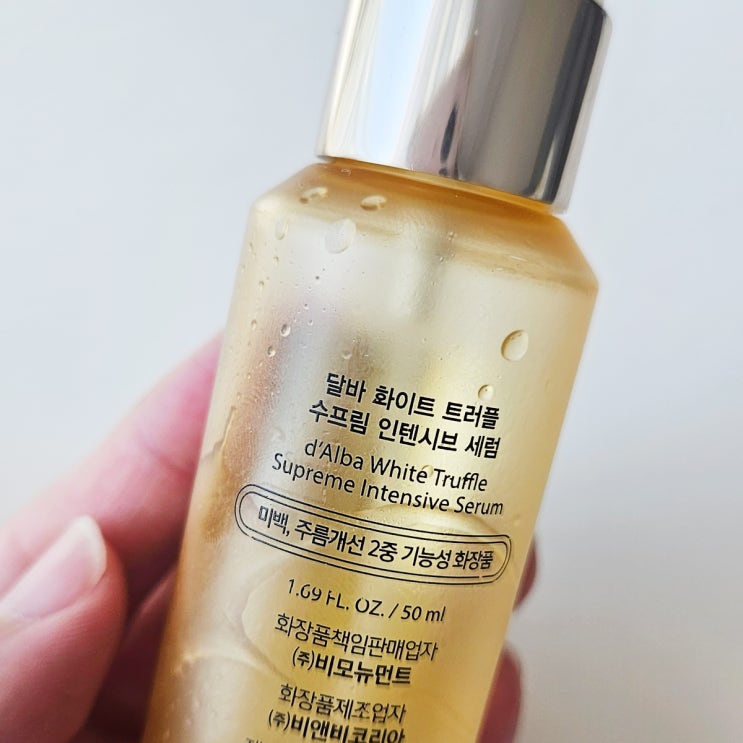 달바 화이트 트러플
수프림 인텐시브 세럼
d'Alba White Truffle
Supreme Intensive Serum
미백, 주름개선 2중 기능성 화장품
1.69 FL. OZ. / 50 ml
화장품책임판매업자
(주)비모뉴먼트
화장품제조업자
(주)비앤비코리아